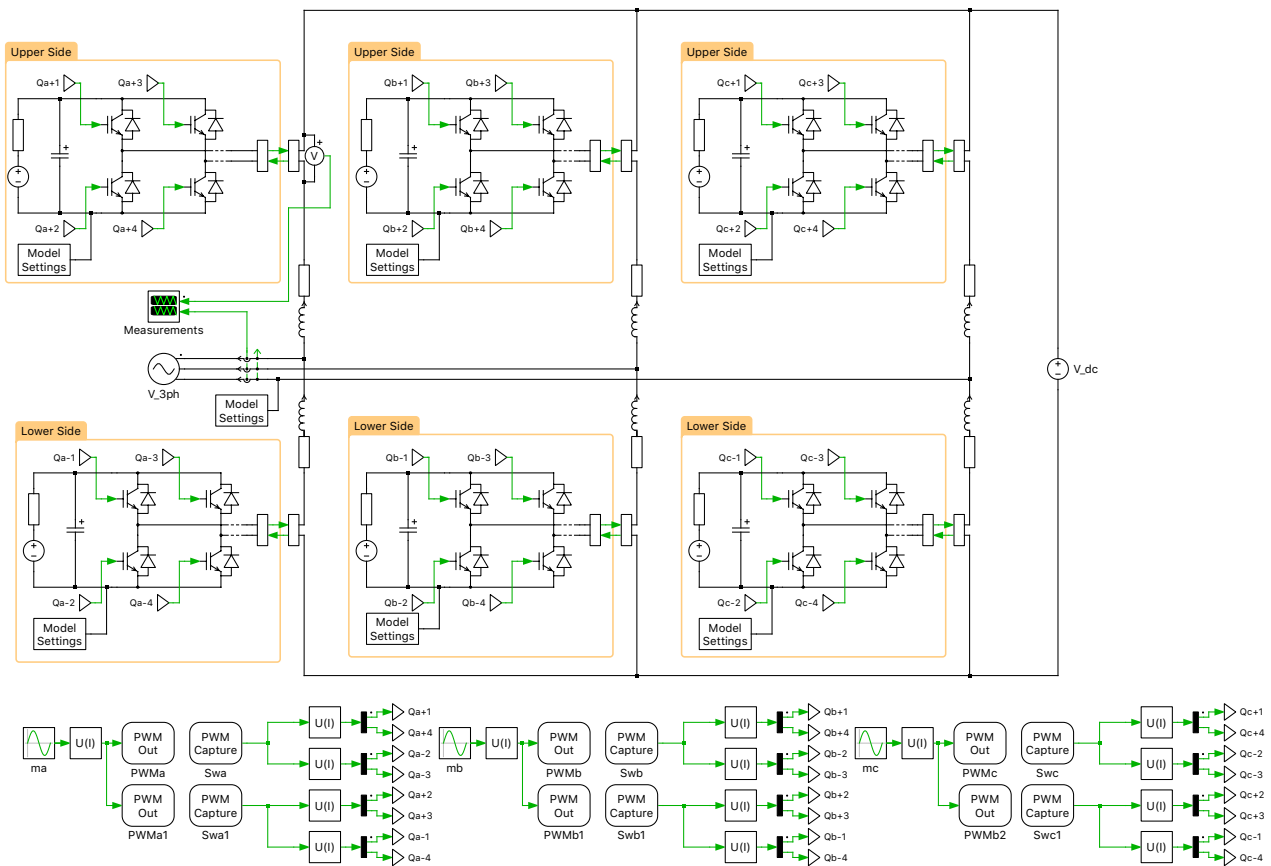 Upper Side
Upper Side
Upper Side
Qa+1
Qa+3
Qb+1
Qb+3
Qc+1
Qc+3
+
+
+
+
V
Qa+2
Qa+4
Qb+2
Qb+4
Qc+2
Qc+4
Model
Settings
Model
Settings
Model
Settings
Measurements
V_3ph
V_dc
Model
Settings
Lower Side
Lower Side
Lower Side
Qa-1
Qa-3
Qb-1
Qb-3
Qc-1
Qc-3
+
+
+
Qa-2
Qa-4
Qb-2
Qb-4
Qc-2
Qc-4
Model
Settings
Model
Settings
Model
Settings
ma
U(I)
PWM
Out
PWMa
PWM
Out
PWMa1
PWM
Capture
Swa
PWM
Capture
Swa1
U(I)
U(I)
U(I)
U(I)
Qa+1
Qa+4
Qa-2
Qa-3
Qa+2
Qa+3
Qa-1
Qa-4
mb
U(I)
PWM
Out
PWMb
PWM
Out
PWMb1
PWM
Capture
Swb
PWM
Capture
Swb1
U(I)
U(I)
U(I)
U(I)
Qb+1
Qb+4
Qb-2
Qb-3
Qb+2
Qb+3
Qb-1
Qb-4
mc
U(I)
PWM
Out
PWMc
PWM
Out
PWMb2
PWM
Capture
Swc
PWM
Capture
Swc1
U(I)
U(I)
U(I)
U(I)
Qc+1
Qc+4
Qc-2
Qc-3
Qc+2
Qc+3
Qc-1
Qc-4